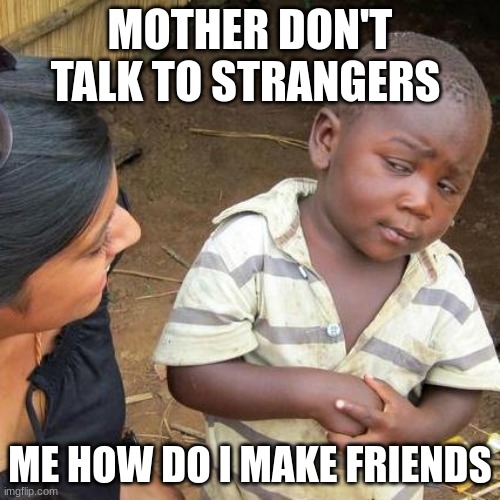 MOTHER DON'T
TALK TO STRANGERS
ME HOW DO I MAKE FRIENDS
imgflip.com